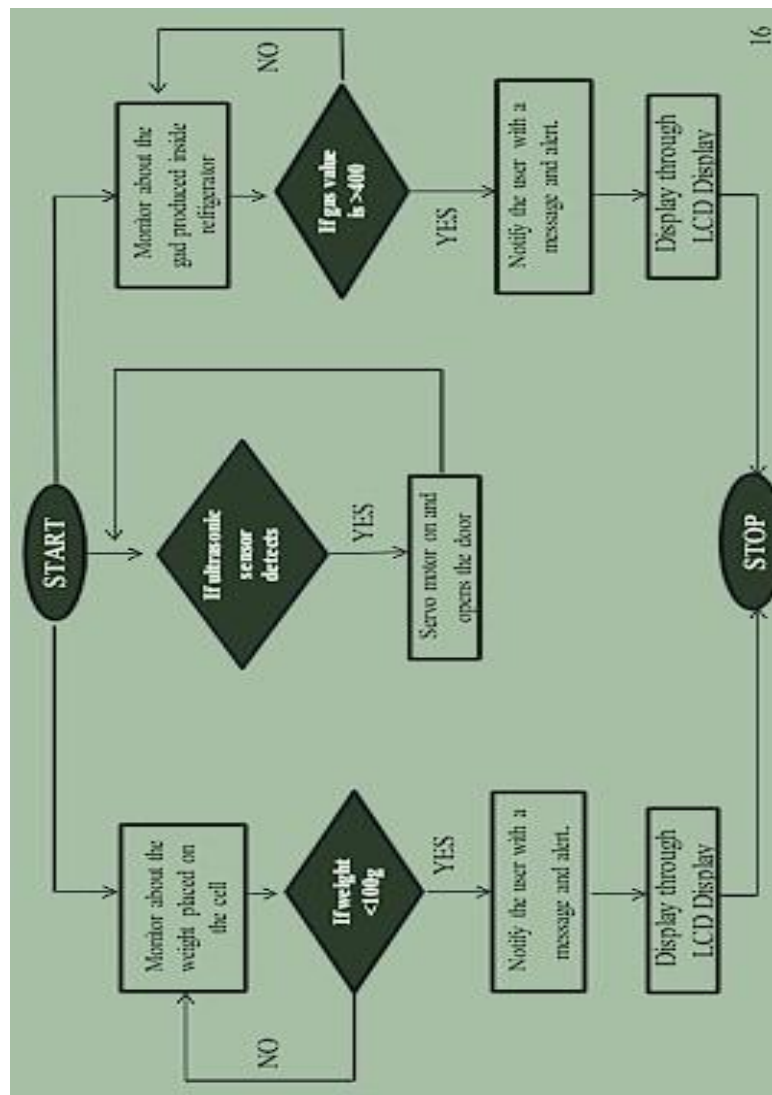 START
Monitor about the
weight placed on
the cell
NO
If weight
<100g
YES
Notify the user with a
message and alert.
Display through
LCD Display
If ultrasonic
sensor
detects
YES
Servo motor on and
opens the door
Monitor about the
gad produced inside
refrigerator
NO
If gas value
is >400
YES
Notify the user with a
message and alert.
Display through
LCD Display
STOP
16